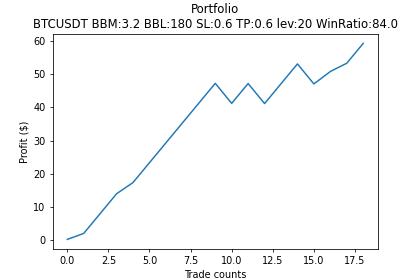 Portfolio
BTCUSDT BBM:3.2 BBL:180 SL:0.6 TP:0.6 lev:20 WinRatio:84.0
60
50
40
30
20
10
0
Profit ($)
0.0 2.5 5.0 7.5 10.0 12.5 15.0 17.5
Trade counts